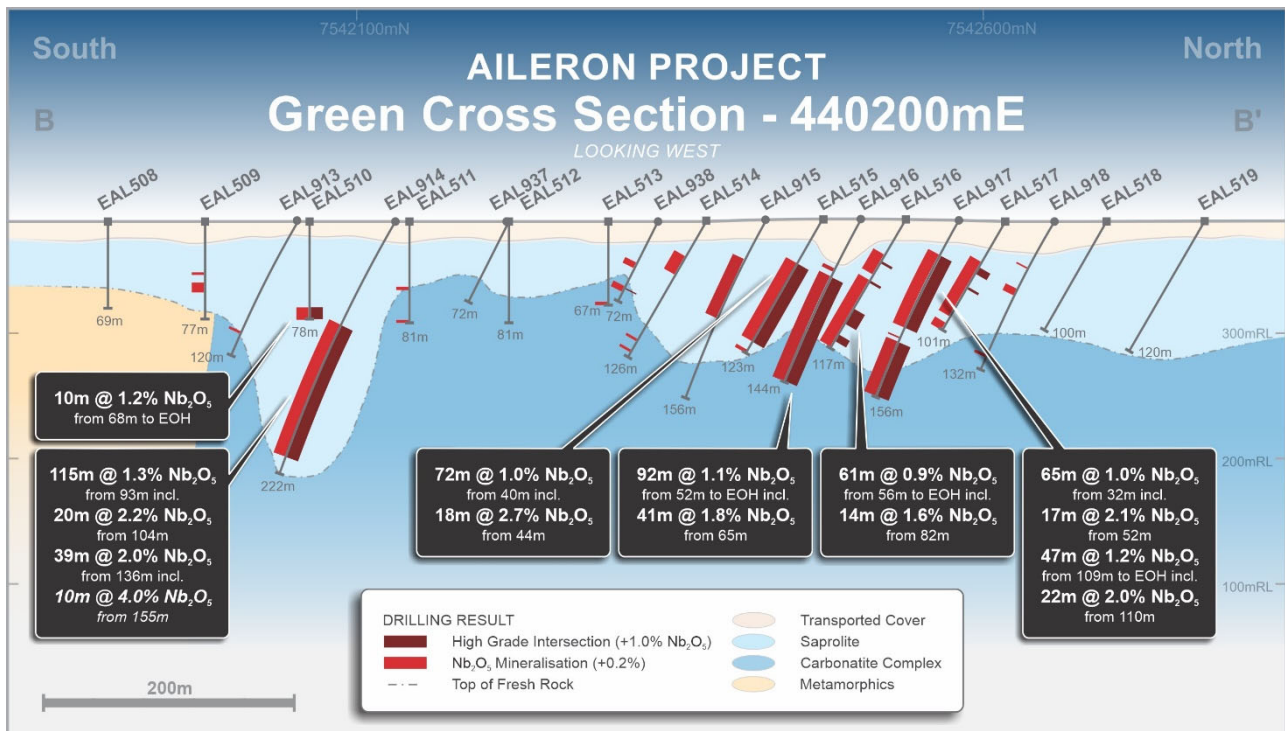 7542100mN
7542600mN
South
North
AILERON PROJECT
B
Green Cross Section - 440200mE
B'
LOOKING WEST
EAL508
EAL509
EAL913
EAL510
EAL914
EAL511
EAL937
EAL512
EAL513
EAL938
EAL514
EAL915
EAL515
EAL916
EAL516
EAL917
EAL517
EAL918
EAL518
EAL519
69m
77m
120m
78m
222m
81m
72m
81m
67m
72m
126m
156m
123m
144m
117m
156m
101m
132m
100m
120m
300mRL
200mRL
100mRL
10m @ 1.2% Nb₂O₅
from 68m to EOH
115m @ 1.3% Nb₂O₅
from 93m incl.
20m @ 2.2% Nb₂O₅
from 104m
39m @ 2.0% Nb₂O₅
from 136m incl.
10m @ 4.0% Nb₂O₅
from 155m
72m @ 1.0% Nb₂O₅
from 40m incl.
18m @ 2.7% Nb₂O₅
from 44m
92m @ 1.1% Nb₂O₅
from 52m to EOH incl.
41m @ 1.8% Nb₂O₅
from 65m
61m @ 0.9% Nb₂O₅
from 56m to EOH incl.
14m @ 1.6% Nb₂O₅
from 82m
65m @ 1.0% Nb₂O₅
from 32m incl.
17m @ 2.1% Nb₂O₅
from 52m
47m @ 1.2% Nb₂O₅
from 109m to EOH incl.
22m @ 2.0% Nb₂O₅
from 110m
DRILLING RESULT
High Grade Intersection (+1.0% Nb₂O₅)
Nb₂O₅ Mineralisation (+0.2%)
Top of Fresh Rock
Transported Cover
Saprolite
Carbonatite Complex
Metamorphics
200m